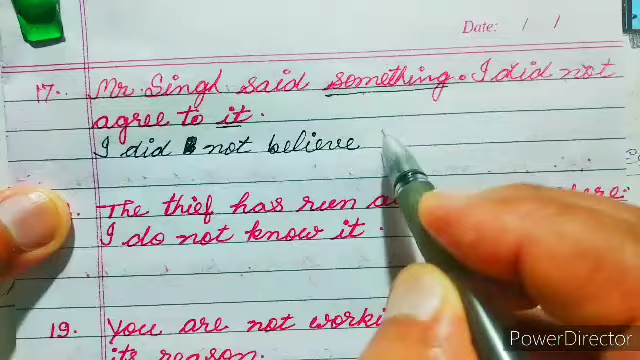 Date: / /
17. Mr. Singh said something. I did not
agree to it.
I did not believe
The thief has run
I do not know it.
19. You are not worki
its reason.
PowerDirector